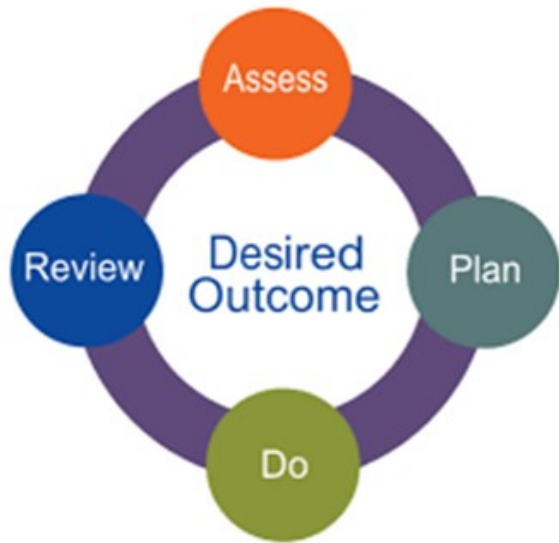 Assess
Review
Desired
Outcome
Plan
Do